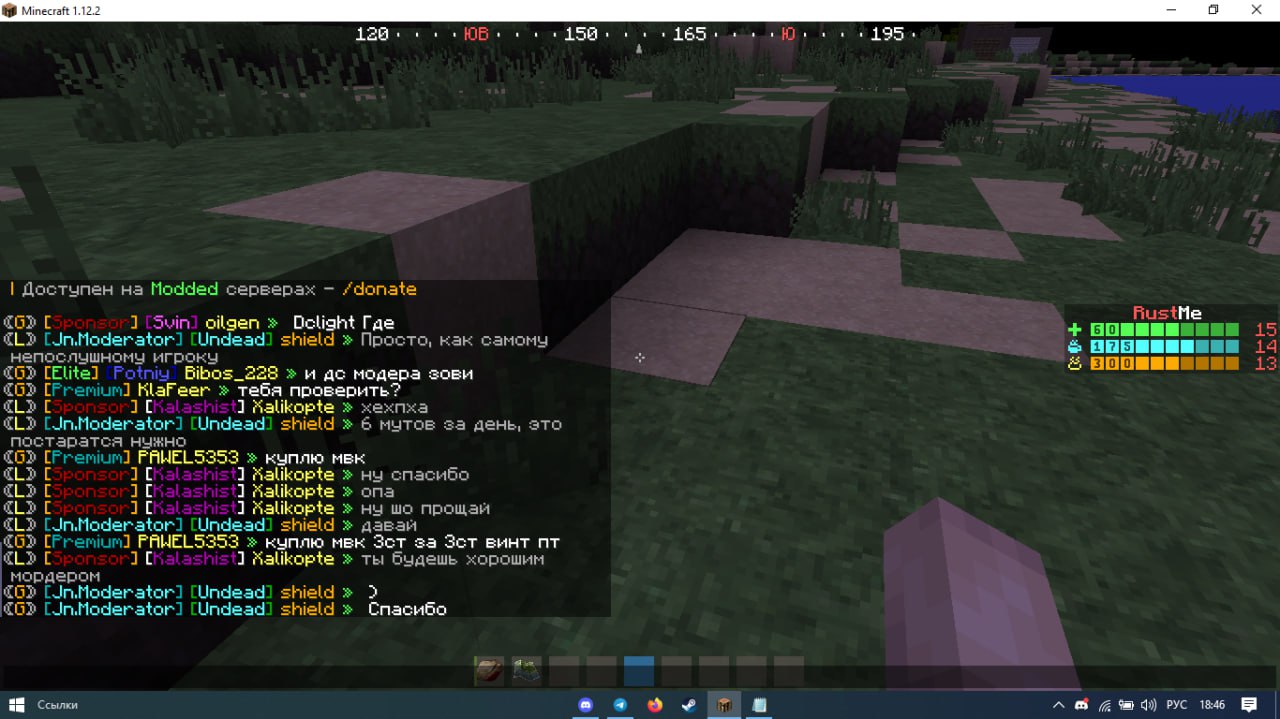 Minecraft 1.12.2
120 · · · · ЮВ · · · · 150 · · · · 165 · · · · Ю · · · · 195 ·
| Доступен на Modded серверах - /donate
(G) [Sponsor] [Svin] oilgen » Dclight Где
(L) [Jn.Moderator] [Undead] shield » Просто, как самому
непослушному игроку
(G) [Elite] [Potniy] Bibos_228 » и дс модера зови
(G) [Premium] KlaFeer » тебя проверить?
(L) [Sponsor] [Kalashist] Xalikopte » хехпха
(L) [Jn.Moderator] [Undead] shield » 6 мутов за день, это
постаратся нужно
(G) [Premium] PAWEL5353 » куплю мвк
(L) [Sponsor] [Kalashist] Xalikopte » ну спасибо
(L) [Sponsor] [Kalashist] Xalikopte » опа
(L) [Sponsor] [Kalashist] Xalikopte » ну шо прощай
(L) [Jn.Moderator] [Undead] shield » давай
(G) [Premium] PAWEL5353 » куплю мвк 3ст за 3ст винт пт
(L) [Sponsor] [Kalashist] Xalikopte » ты будешь хорошим
мордером
(G) [Jn.Moderator] [Undead] shield » )
(G) [Jn.Moderator] [Undead] shield » Спасибо
RustMe
60 15
175 14
300 13
Ссылки
РУС 18:46